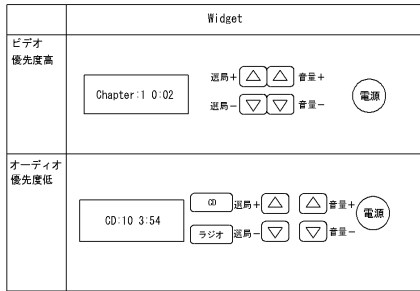 Widget
ビデオ
優先度高
Chapter:1 0:02
選局+ △ △ 音量+
選局− ▽ ▽ 音量−
電源
オーディオ
優先度低
CD:10 3:54
CD 選局+ △ △ 音量+
ラジオ 選局− ▽ ▽ 音量−
電源